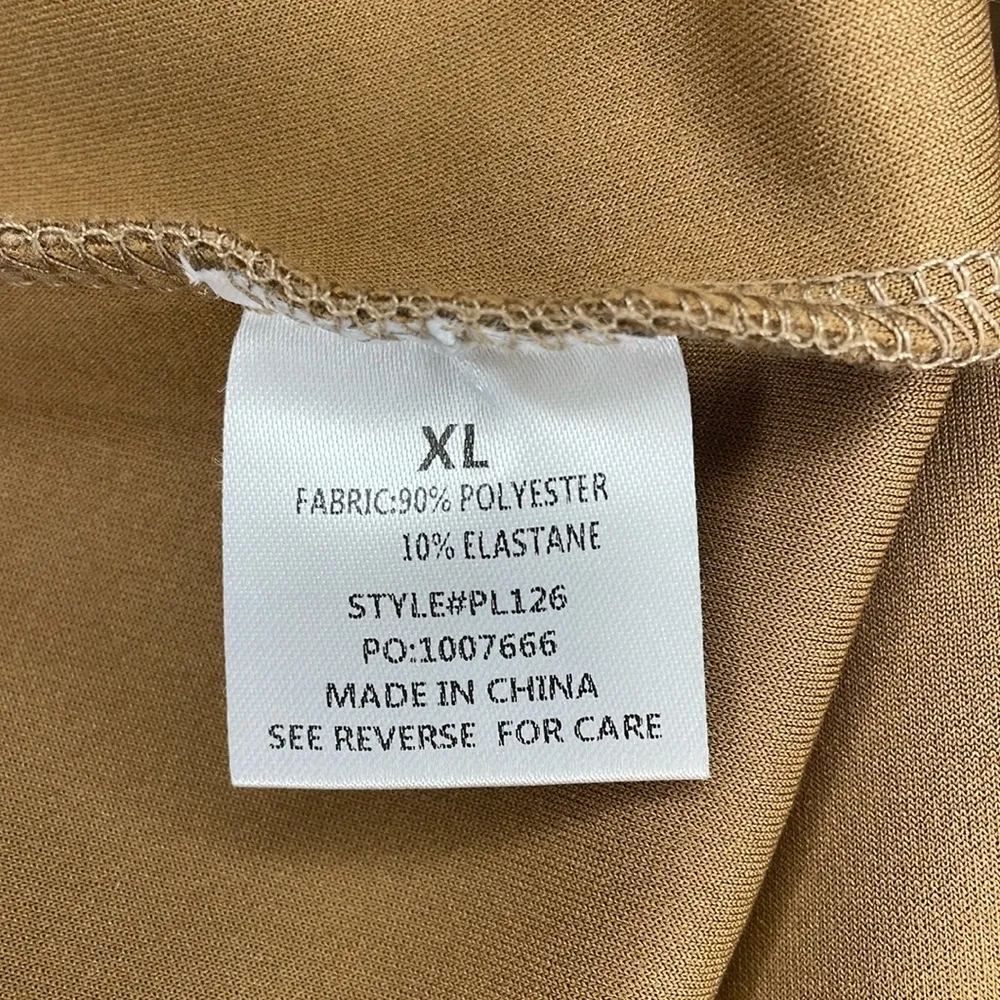 XL
FABRIC:90% POLYESTER
10% ELASTANE
STYLE#PL126
PO:1007666
MADE IN CHINA
SEE REVERSE FOR CARE